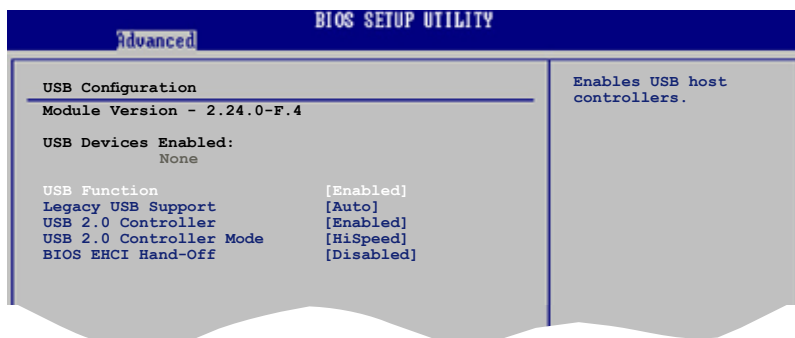 BIOS SETUP UTILITY
Advanced
USB Configuration
Module Version - 2.24.0-F.4
USB Devices Enabled:
None
USB Function [Enabled]
Legacy USB Support [Auto]
USB 2.0 Controller [Enabled]
USB 2.0 Controller Mode [HiSpeed]
BIOS EHCI Hand-Off [Disabled]
Enables USB host
controllers.